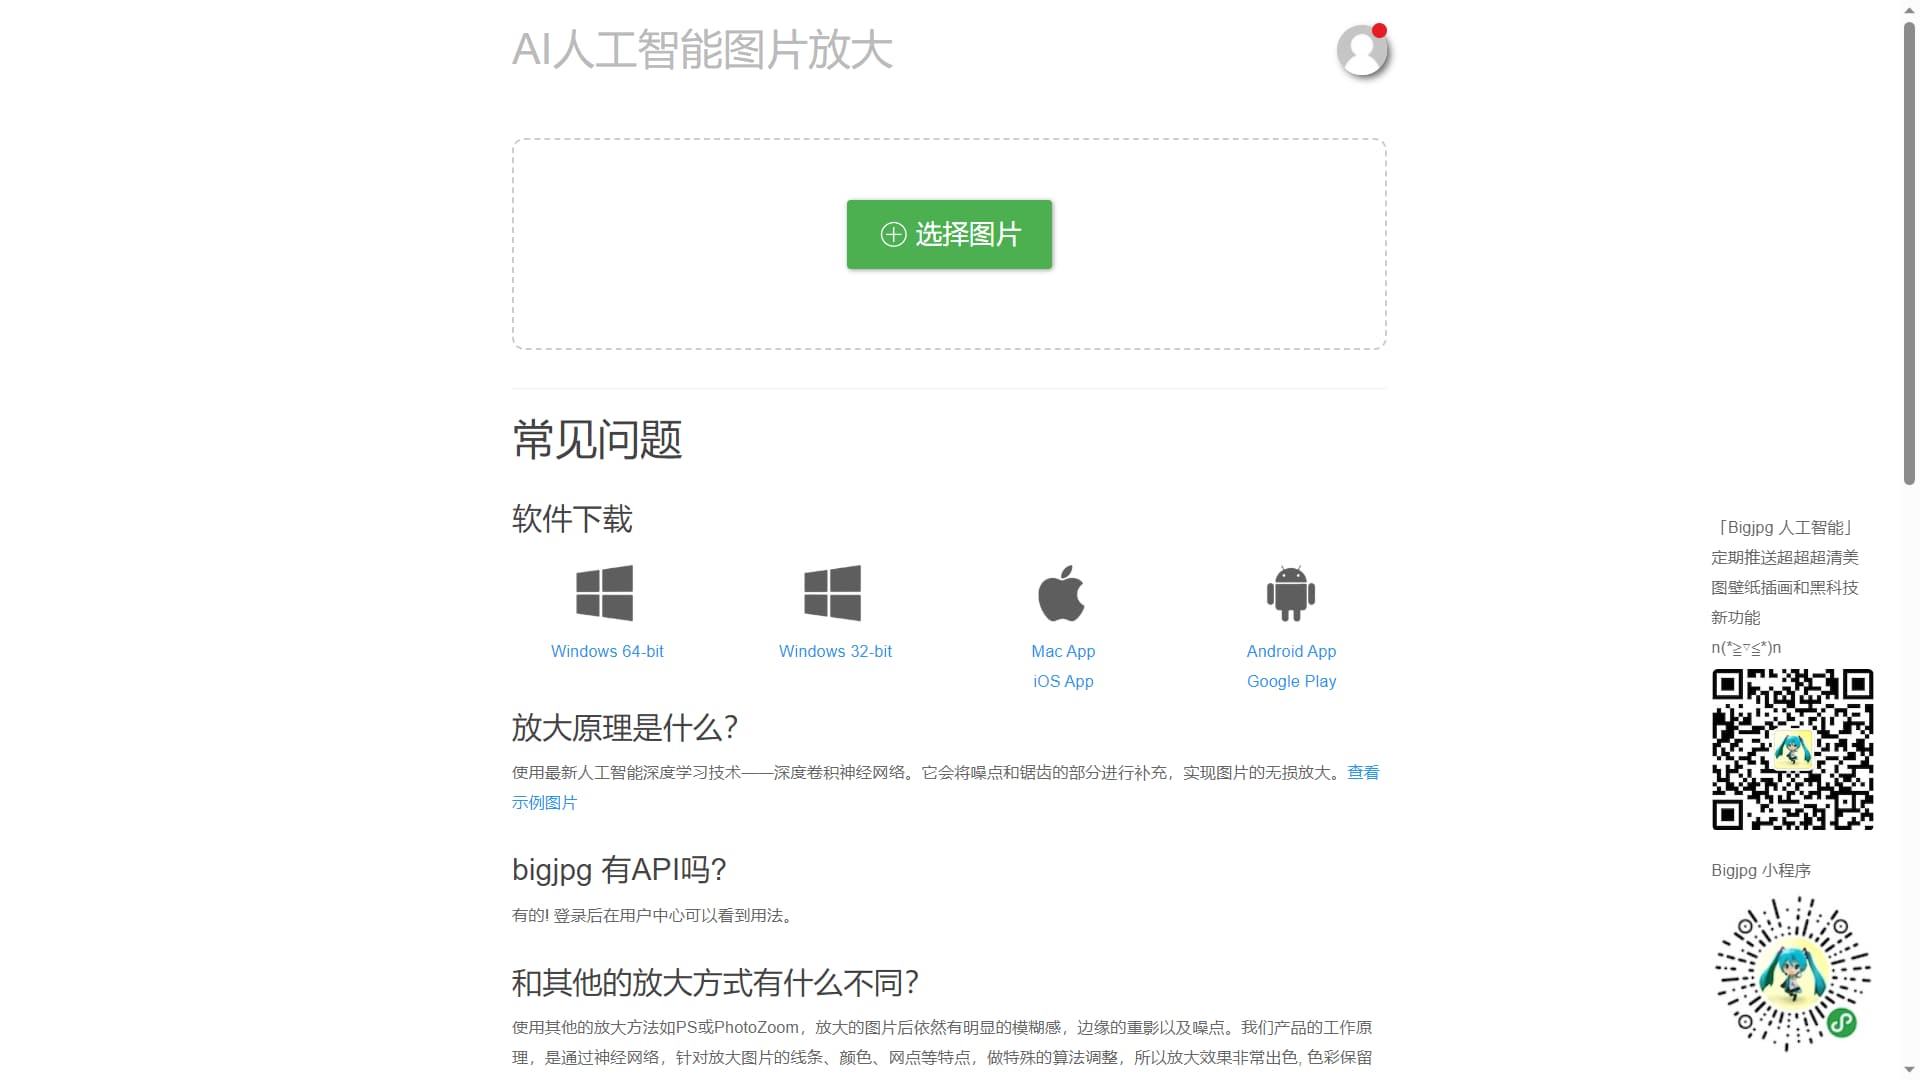 AI人工智能图片放大
选择图片
常见问题
软件下载
Windows 64-bit
Windows 32-bit
Mac App
iOS App
Android App
Google Play
放大原理是什么？
使用最新人工智能深度学习技术——深度卷积神经网络。它会将噪点和锯齿的部分进行补充，实现图片的无损放大。查看
示例图片
bigjpg 有API吗?
有的! 登录后在用户中心可以看到用法。
和其他的放大方式有什么不同？
使用其他的放大方法如PS或PhotoZoom，放大的图片后依然有明显的模糊感，边缘的重影以及噪点。我们产品的工作原
理，是通过神经网络，针对放大图片的线条、颜色、网点等特点，做特殊的算法调整，所以放大效果非常出色, 色彩保留
「Bigjpg 人工智能」
定期推送超超超清美
图壁纸插画和黑科技
新功能
n(*≧▽≦*)n
Bigjpg 小程序